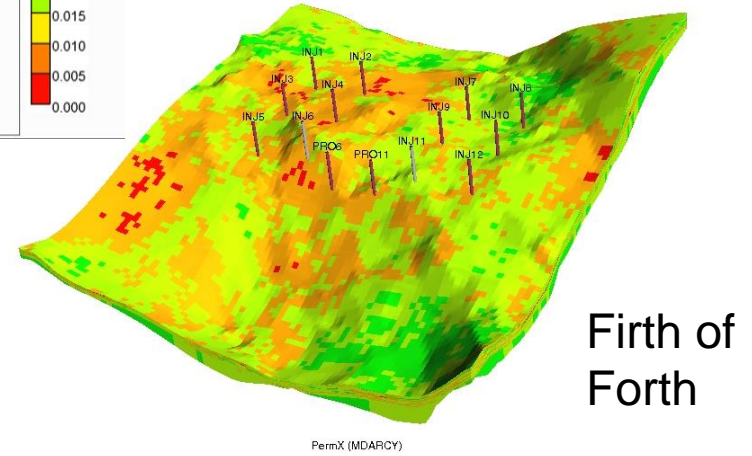 0.015
0.010
0.005
0.000
INJ1
INJ2
INJ3
INJ4
INJ7
INJ8
INJ5
INJ6
INJ9
INJ10
PRO6
PRO11
INJ11
INJ12
Firth of
Forth
PermX (MDARCY)